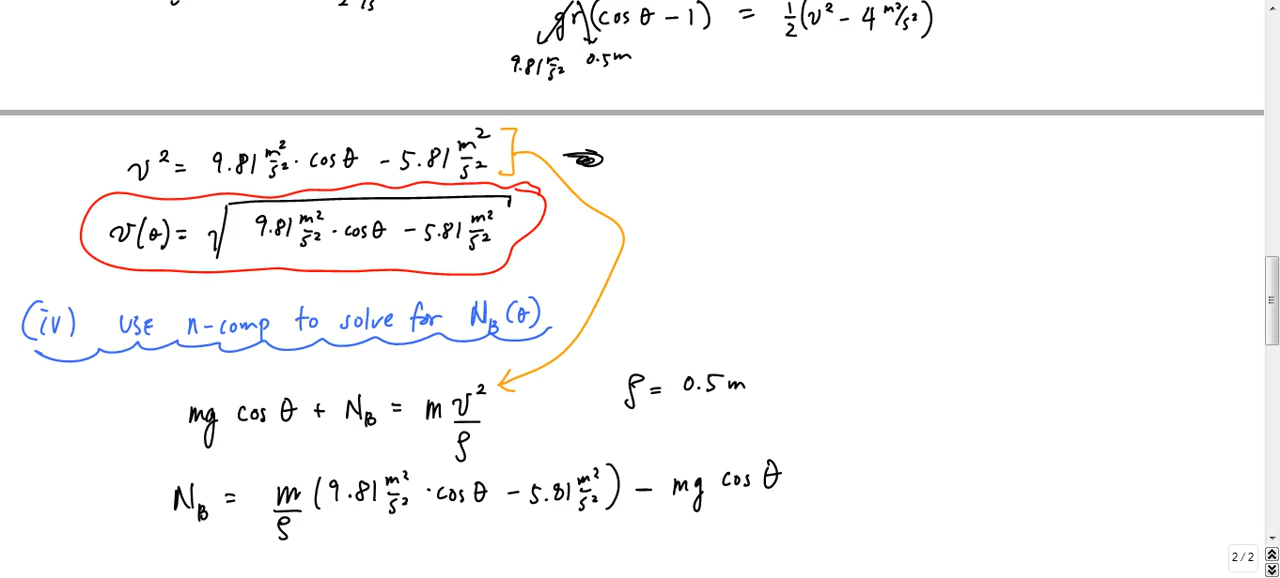 gr(cos θ − 1) = ½(v² − 4 m²/s²)
9.81 m/s² 0.5m
v² = 9.81 m²/s² · cos θ − 5.81 m²/s²
v(θ) = √(9.81 m²/s² · cos θ − 5.81 m²/s²)
(iv) USE n-comp to solve for N_B(θ)
mg cos θ + N_B = m v²/ρ
ρ = 0.5m
N_B = m/ρ (9.81 m²/s² · cos θ − 5.81 m²/s²) − mg cos θ
2 / 2